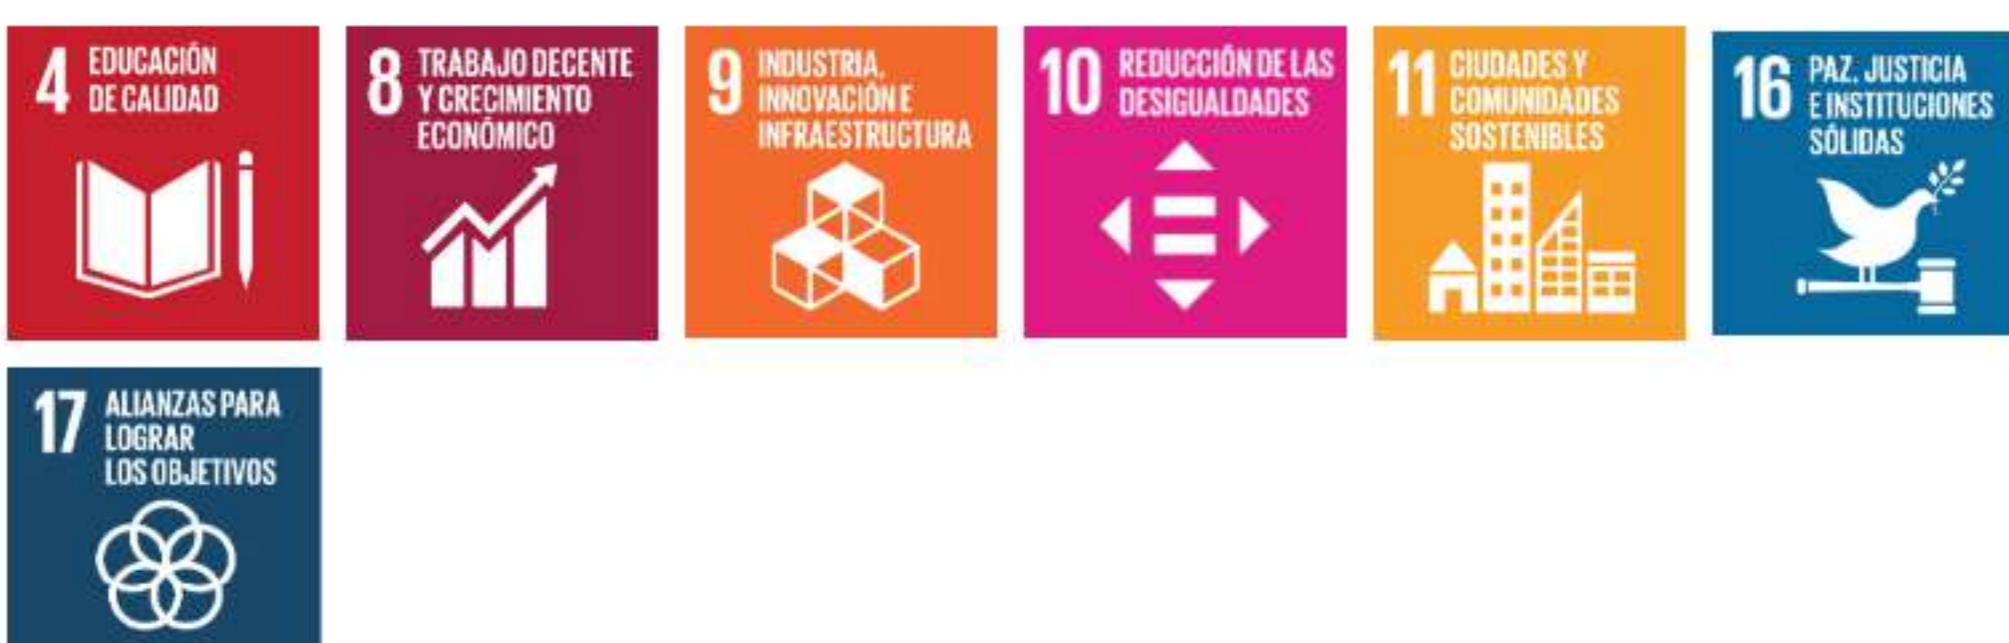 4 EDUCACIÓN
DE CALIDAD
8 TRABAJO DECENTE
Y CRECIMIENTO
ECONÓMICO
9 INDUSTRIA,
INNOVACIÓN E
INFRAESTRUCTURA
10 REDUCCIÓN DE LAS
DESIGUALDADES
11 CIUDADES Y
COMUNIDADES
SOSTENIBLES
16 PAZ, JUSTICIA
E INSTITUCIONES
SÓLIDAS
17 ALIANZAS PARA
LOGRAR
LOS OBJETIVOS